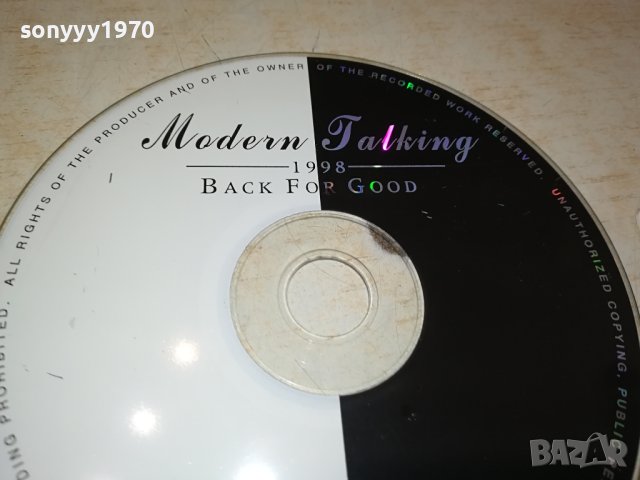 sonyyy1970
Modern Talking
1998
BACK FOR GOOD
DING PROHIBITED. ALL RIGHTS OF THE PRODUCER AND OF THE OWNER OF THE RECORDED WORK RESERVED. UNAUTHORIZED COPYING, PUBLIC
BAZAR